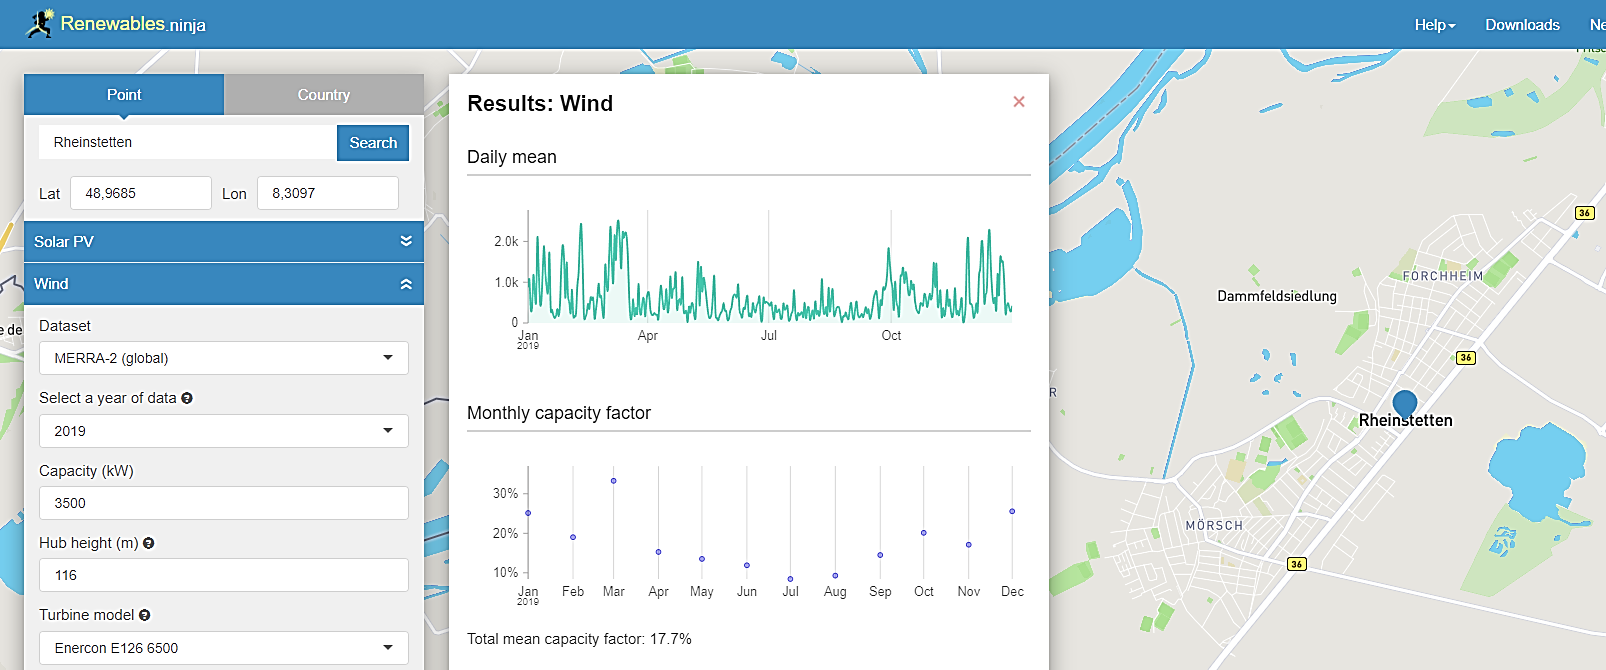 Renewables.ninja
Help
Downloads
Point
Country
Rheinstetten
Search
Lat
48,9685
Lon
8,3097
Solar PV
Wind
Dataset
MERRA-2 (global)
Select a year of data
2019
Capacity (kW)
3500
Hub height (m)
116
Turbine model
Enercon E126 6500
Results: Wind
×
Daily mean
2.0k
1.0k
0
Jan
2019
Apr
Jul
Oct
Monthly capacity factor
30%
20%
10%
Jan
2019
Feb
Mar
Apr
May
Jun
Jul
Aug
Sep
Oct
Nov
Dec
Total mean capacity factor: 17.7%
36
FORCHHEIM
Dammfeldsiedlung
36
Rheinstetten
MÖRSCH
36